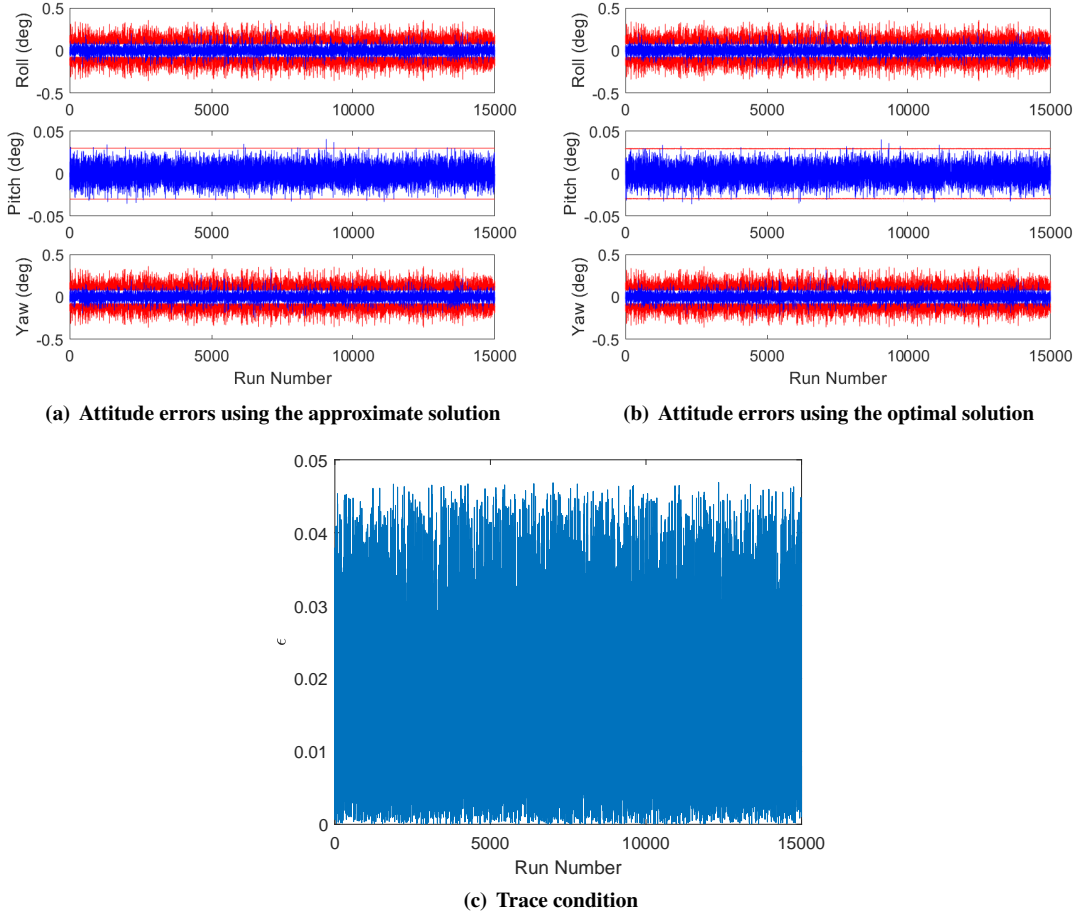 0.5
0
-0.5
Roll (deg)
0 5000 10000 15000
0.05
0
-0.05
Pitch (deg)
0 5000 10000 15000
0.5
0
-0.5
Yaw (deg)
0 5000 10000 15000
Run Number
(a) Attitude errors using the approximate solution
0.5
0
-0.5
Roll (deg)
0 5000 10000 15000
0.05
0
-0.05
Pitch (deg)
0 5000 10000 15000
0.5
0
-0.5
Yaw (deg)
0 5000 10000 15000
Run Number
(b) Attitude errors using the optimal solution
0.05
0.04
0.03
0.02
0.01
0
ϵ
0 5000 10000 15000
Run Number
(c) Trace condition